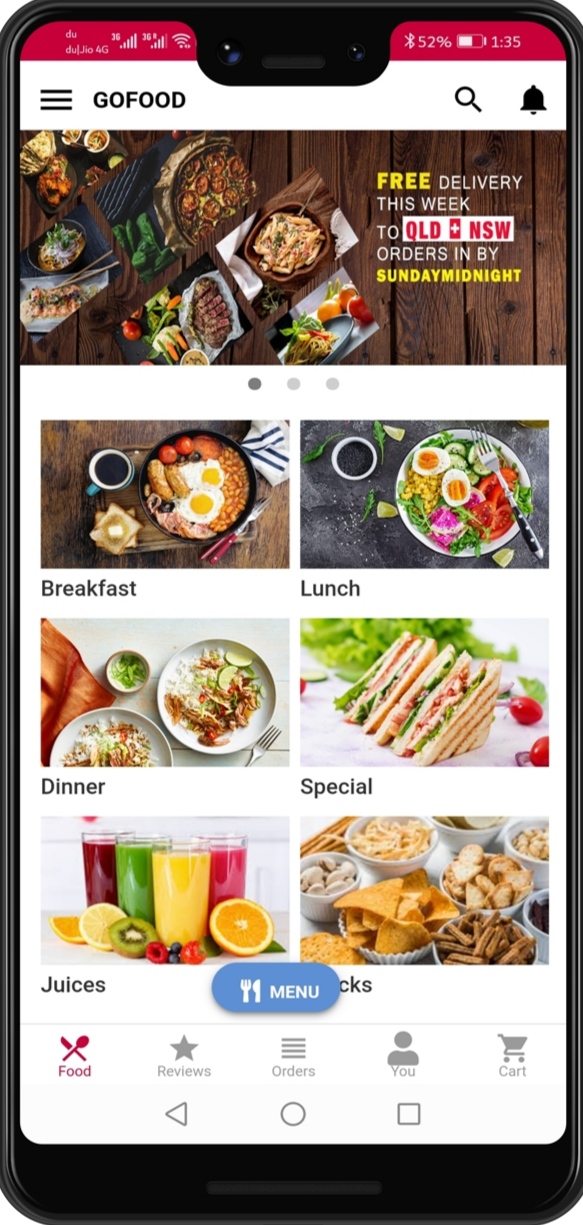 du
du|Jio 4G
3G
3G R
52%
1:35
GOFOOD
FREE DELIVERY
THIS WEEK
TO QLD NSW
ORDERS IN BY
SUNDAYMIDNIGHT
Breakfast
Lunch
Dinner
Special
Juices
cks
MENU
Food
Reviews
Orders
You
Cart